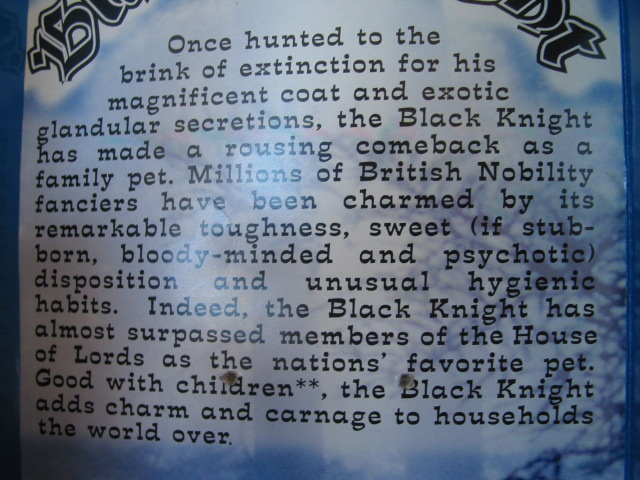 Once hunted to the
brink of extinction for his
magnificent coat and exotic
glandular secretions, the Black Knight
has made a rousing comeback as a
family pet. Millions of British Nobility
fanciers have been charmed by its
remarkable toughness, sweet (if stub-
born, bloody-minded and psychotic)
disposition and unusual hygienic
habits. Indeed, the Black Knight has
almost surpassed members of the House
of Lords as the nations' favorite pet.
Good with children**, the Black Knight
adds charm and carnage to households
the world over.